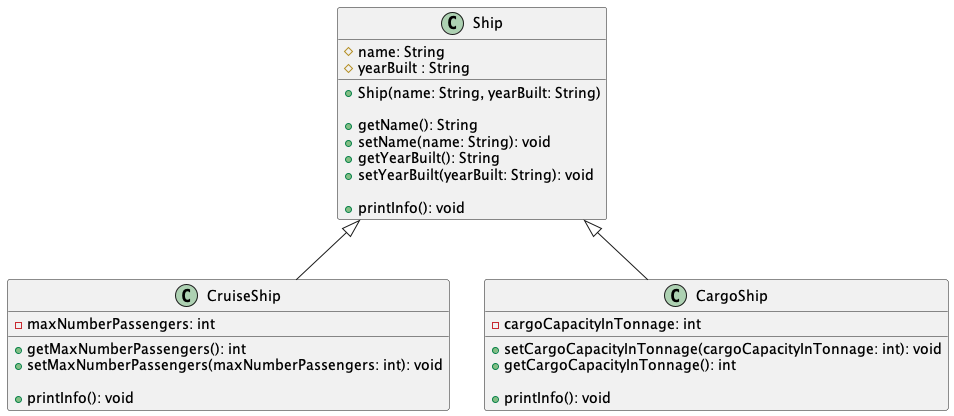 C Ship
name: String
yearBuilt : String
Ship(name: String, yearBuilt: String)
getName(): String
setName(name: String): void
getYearBuilt(): String
setYearBuilt(yearBuilt: String): void
printInfo(): void
C CruiseShip
maxNumberPassengers: int
getMaxNumberPassengers(): int
setMaxNumberPassengers(maxNumberPassengers: int): void
printInfo(): void
C CargoShip
cargoCapacityInTonnage: int
setCargoCapacityInTonnage(cargoCapacityInTonnage: int): void
getCargoCapacityInTonnage(): int
printInfo(): void